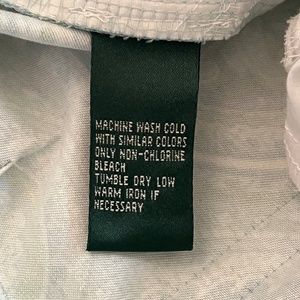 MACHINE WASH COLD
WITH SIMILAR COLORS
ONLY NON-CHLORINE
BLEACH
TUMBLE DRY LOW
WARM IRON IF
NECESSARY